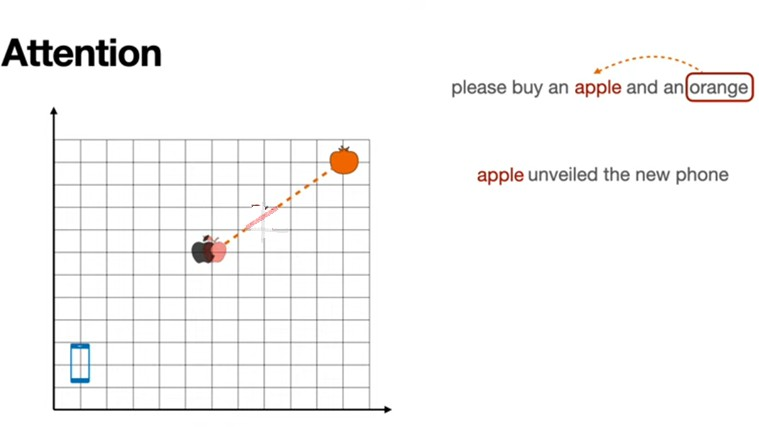 Attention
please buy an apple and an orange
apple unveiled the new phone